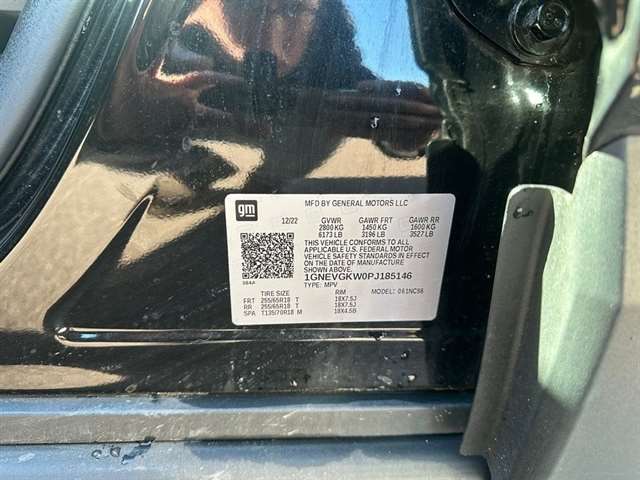 MFD BY GENERAL MOTORS LLC
gm
12/22 GVWR GAWR FRT GAWR RR
2800 KG 1450 KG 1600 KG
6173 LB 3196 LB 3527 LB
THIS VEHICLE CONFORMS TO ALL
APPLICABLE U.S. FEDERAL MOTOR
VEHICLE SAFETY STANDARDS IN EFFECT
ON THE DATE OF MANUFACTURE
1GNEVGKW0PJ185146
TYPE: MPV MODEL: 061NC56
TIRE SIZE RIM
FRT 255/65R18 T 18X7.5J
RR 255/65R18 T 18X7.5J
SPA T135/70R18 M 18X4.5B